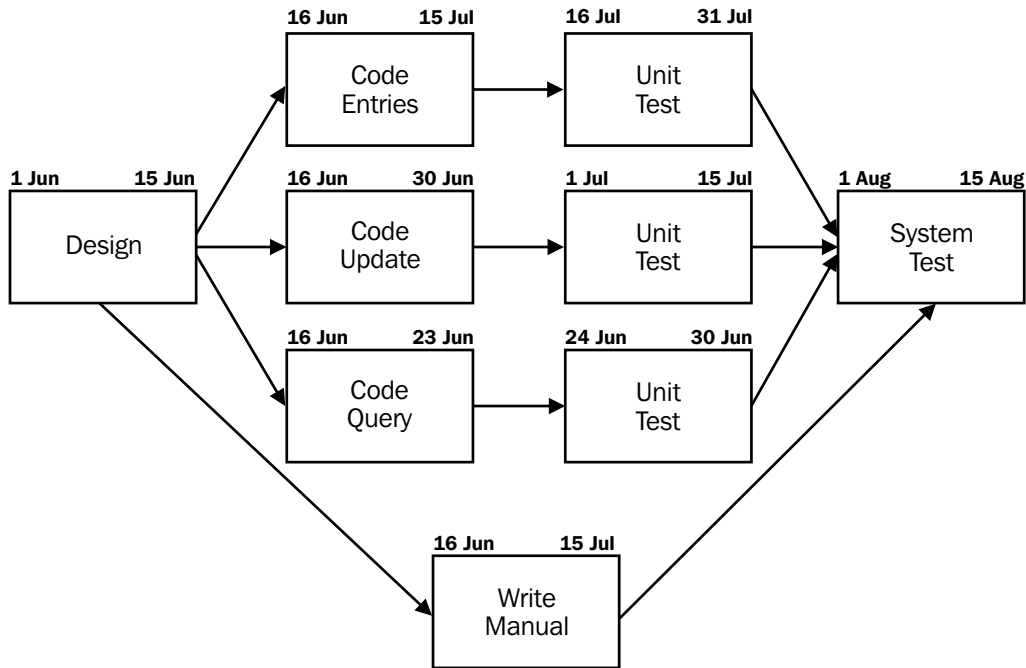 16 Jun 15 Jul 16 Jul 31 Jul
Code
Entries
Unit
Test
1 Jun 15 Jun 16 Jun 30 Jun 1 Jul 15 Jul 1 Aug 15 Aug
Design
Code
Update
Unit
Test
System
Test
16 Jun 23 Jun 24 Jun 30 Jun
Code
Query
Unit
Test
16 Jun 15 Jul
Write
Manual